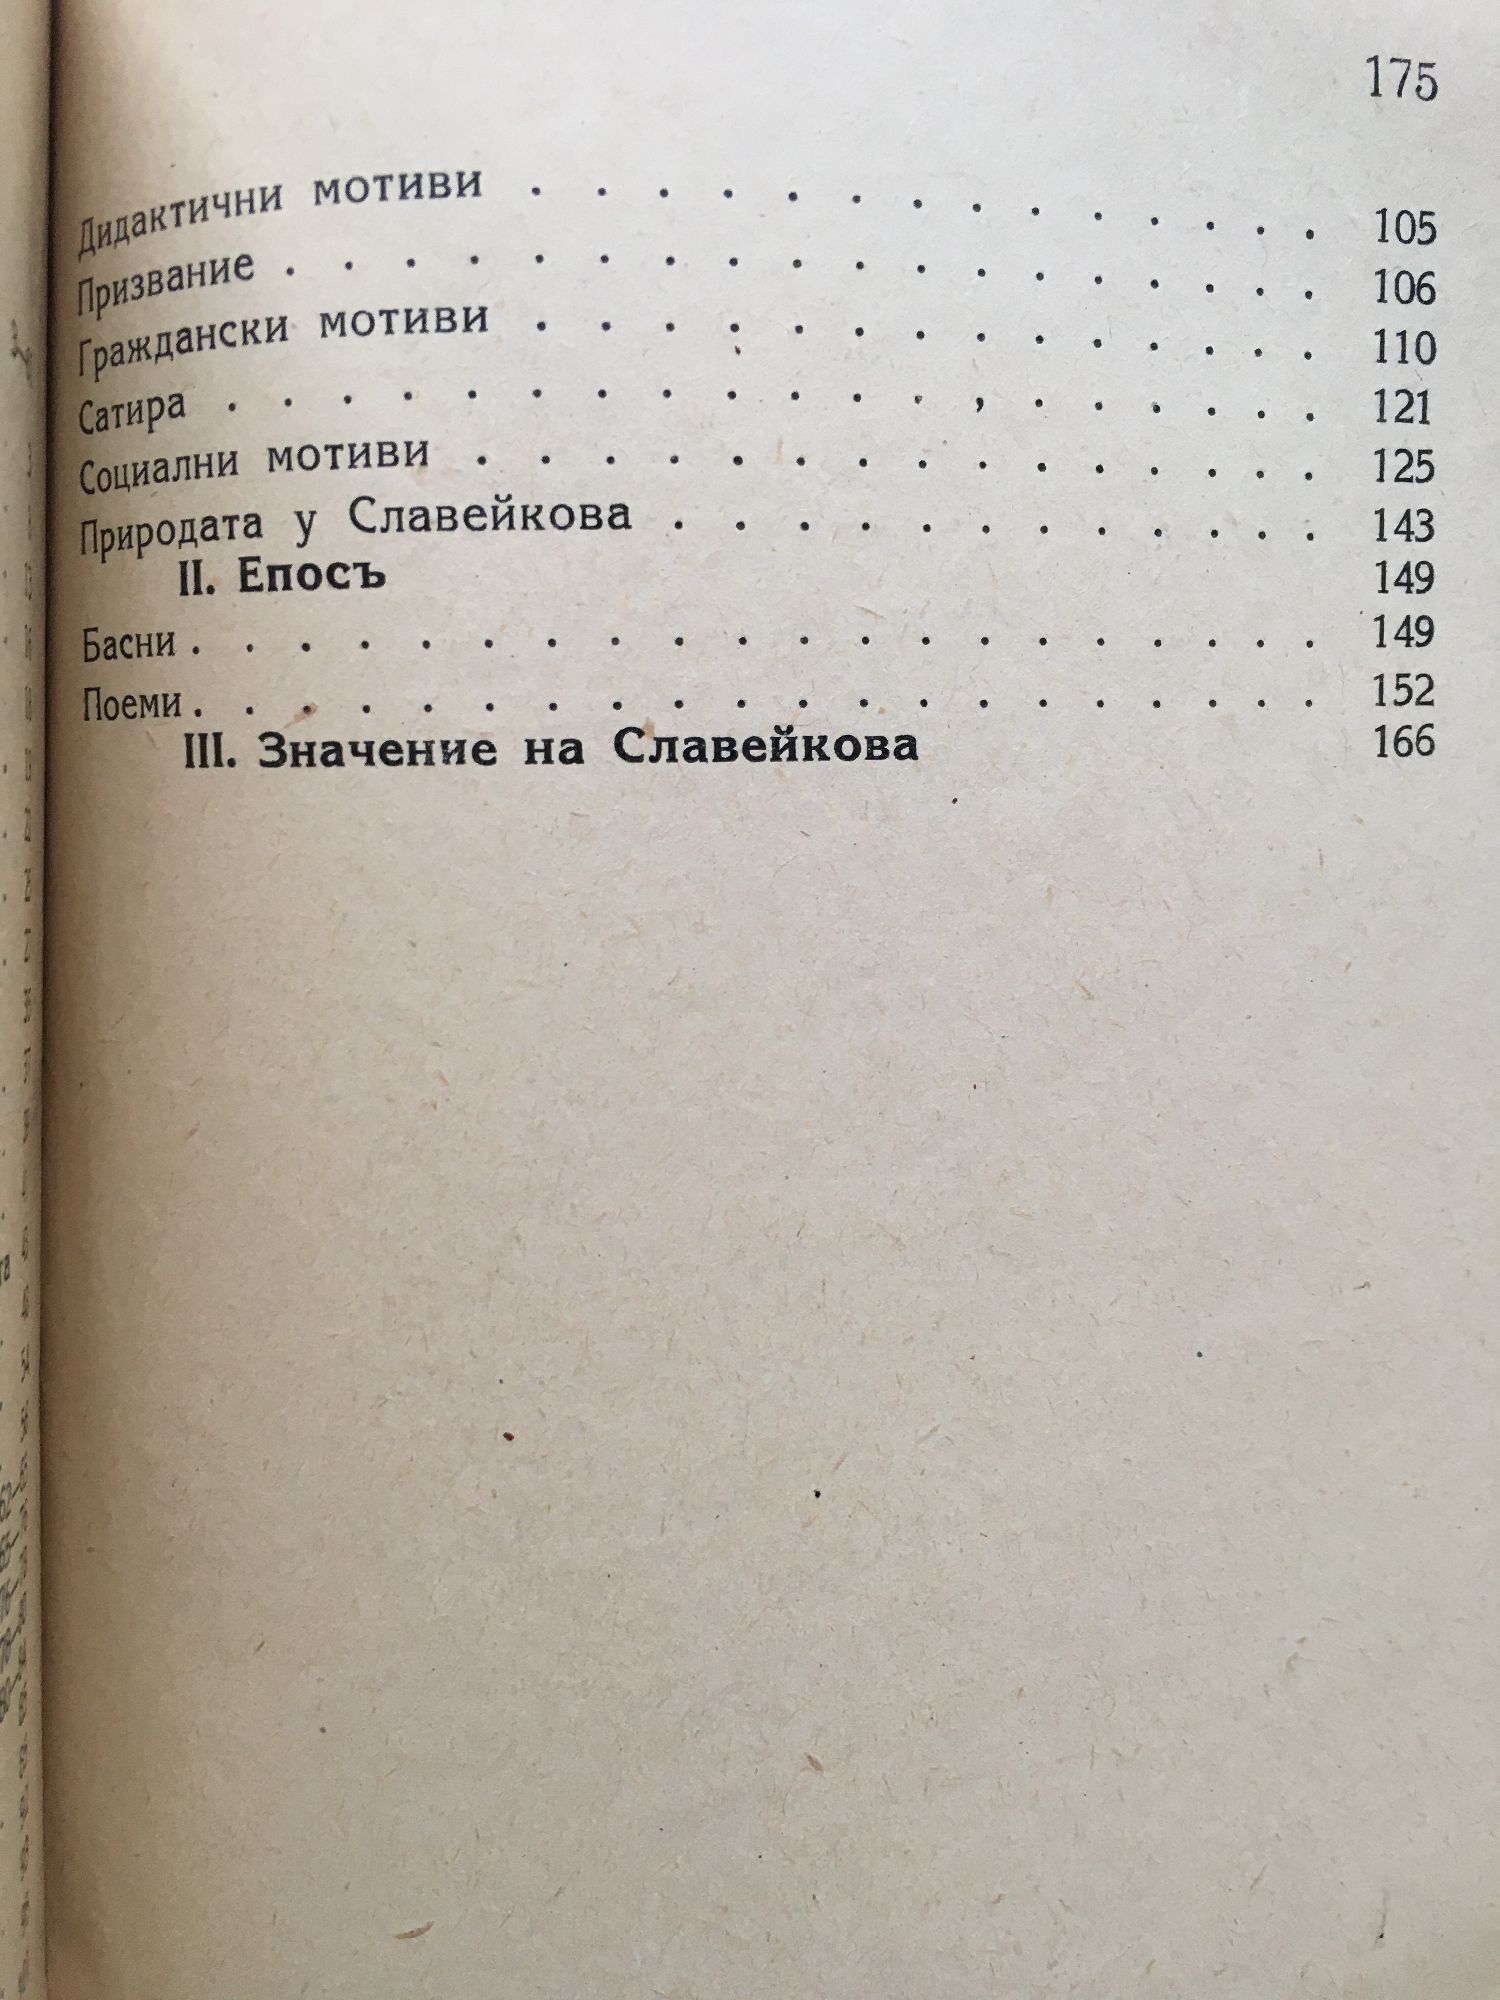 175
Дидактични мотиви . . . . . . . . . . . . . . 105
Призвание . . . . . . . . . . . . . . . . . . 106
Граждански мотиви . . . . . . . . . . . . . . 110
Сатира . . . . . . . . . . . . , . . . . . . 121
Социални мотиви . . . . . . . . . . . . . . . 125
Природата у Славейкова . . . . . . . . . . . 143
II. Епосъ 149
Басни . . . . . . . . . . . . . . . . . . . 149
Поеми . . . . . . . . . . . . . . . . . . . 152
III. Значение на Славейкова 166